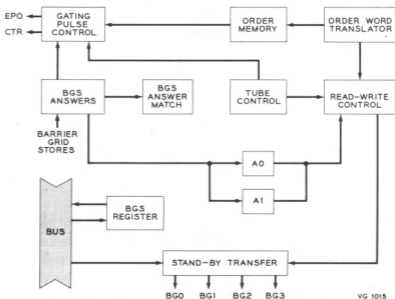 EPO
CTR
GATING
PULSE
CONTROL
ORDER
MEMORY
ORDER WORD
TRANSLATOR
BGS
ANSWERS
BGS
ANSWER
MATCH
TUBE
CONTROL
READ-WRITE
CONTROL
BARRIER
GRID
STORES
A0
A1
BUS
BGS
REGISTER
STAND-BY TRANSFER
BG0 BG1 BG2 BG3
VG 1015